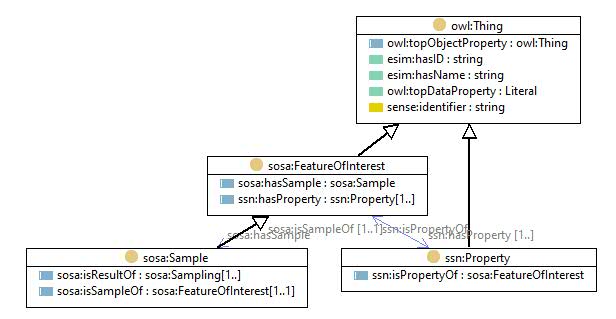 owl:Thing
owl:topObjectProperty : owl:Thing
esim:hasID : string
esim:hasName : string
owl:topDataProperty : Literal
sense:identifier : string
sosa:FeatureOfInterest
sosa:hasSample : sosa:Sample
ssn:hasProperty : ssn:Property[1..]
sosa:hasSample
sosa:isSampleOf [1..1]
ssn:isPropertyOf
ssn:hasProperty [1..]
sosa:Sample
sosa:isResultOf : sosa:Sampling[1..]
sosa:isSampleOf : sosa:FeatureOfInterest[1..1]
ssn:Property
ssn:isPropertyOf : sosa:FeatureOfInterest